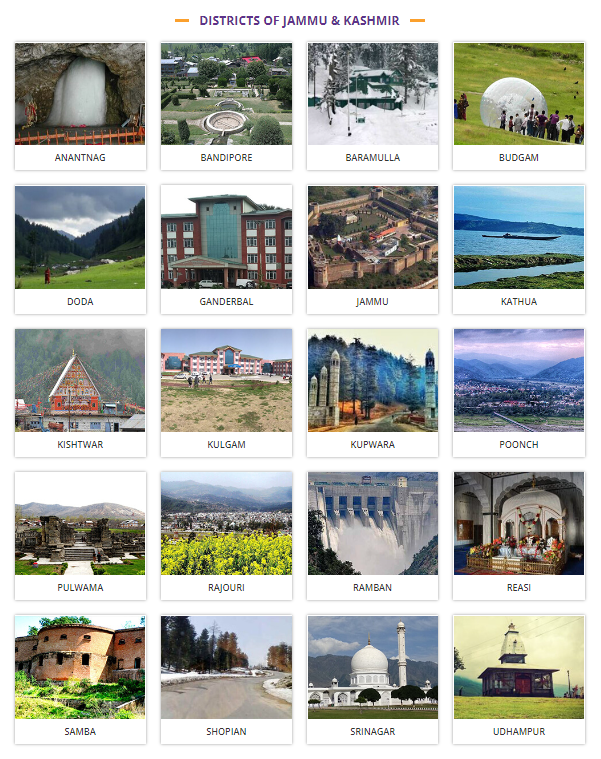 DISTRICTS OF JAMMU & KASHMIR
ANANTNAG
BANDIPORE
BARAMULLA
BUDGAM
DODA
GANDERBAL
JAMMU
KATHUA
KISHTWAR
KULGAM
KUPWARA
POONCH
PULWAMA
RAJOURI
RAMBAN
REASI
SAMBA
SHOPIAN
SRINAGAR
UDHAMPUR